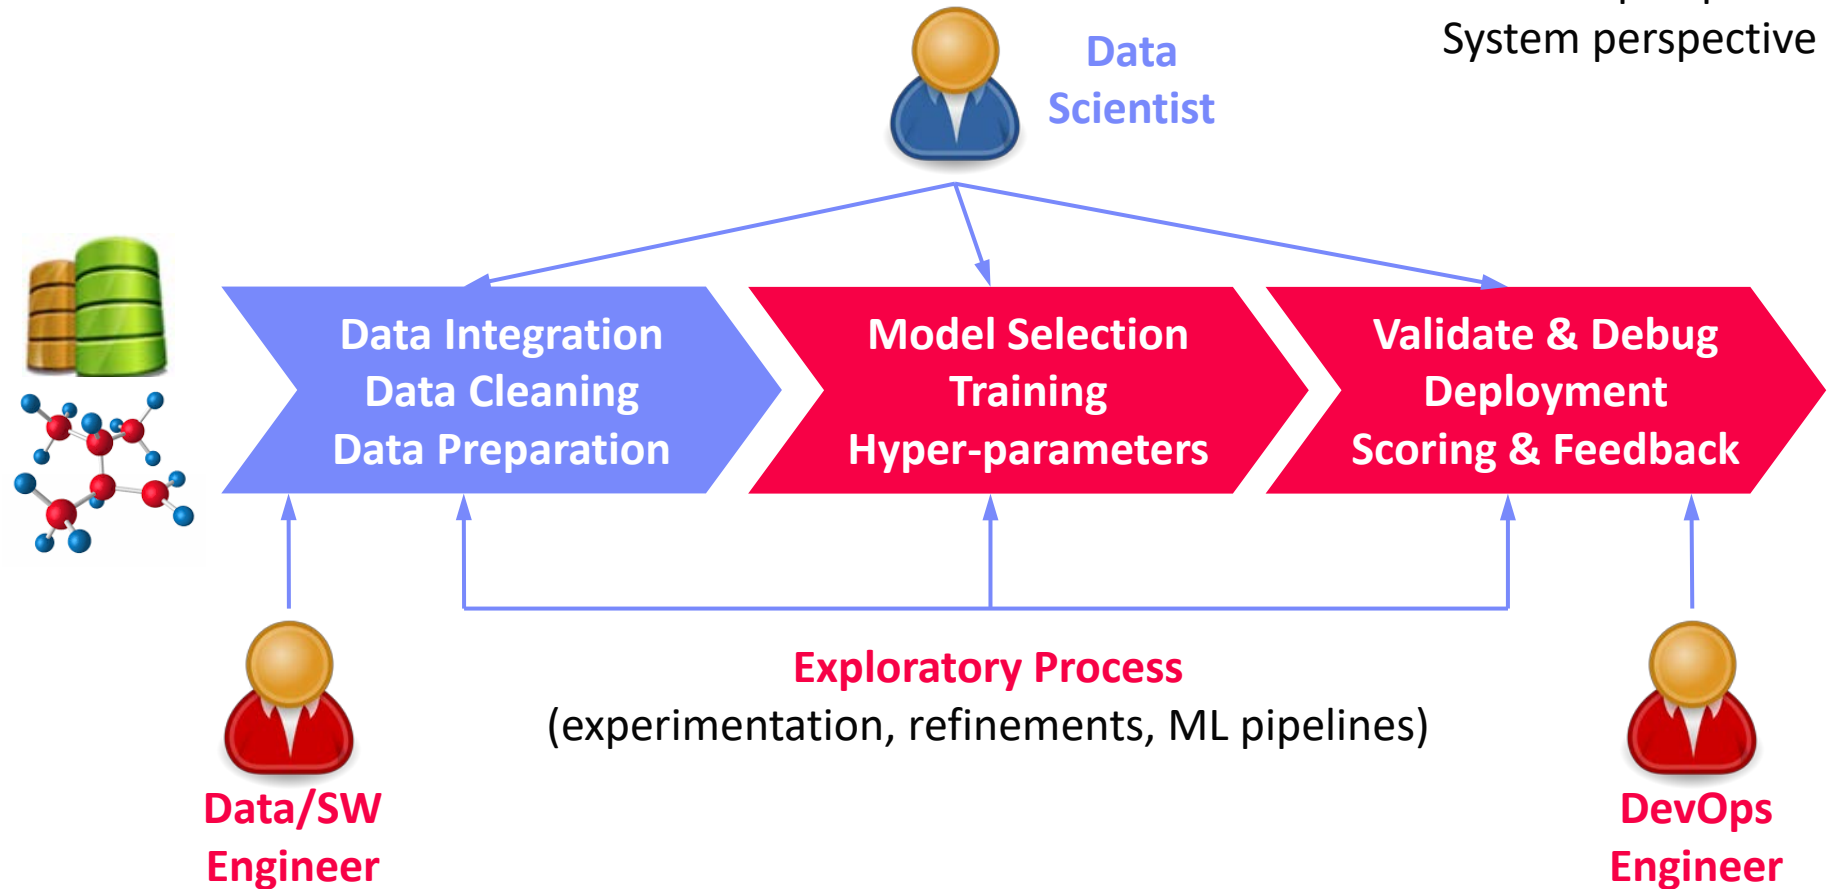 System perspective
Data
Scientist
Data Integration
Data Cleaning
Data Preparation
Model Selection
Training
Hyper-parameters
Validate & Debug
Deployment
Scoring & Feedback
Exploratory Process
(experimentation, refinements, ML pipelines)
Data/SW
Engineer
DevOps
Engineer